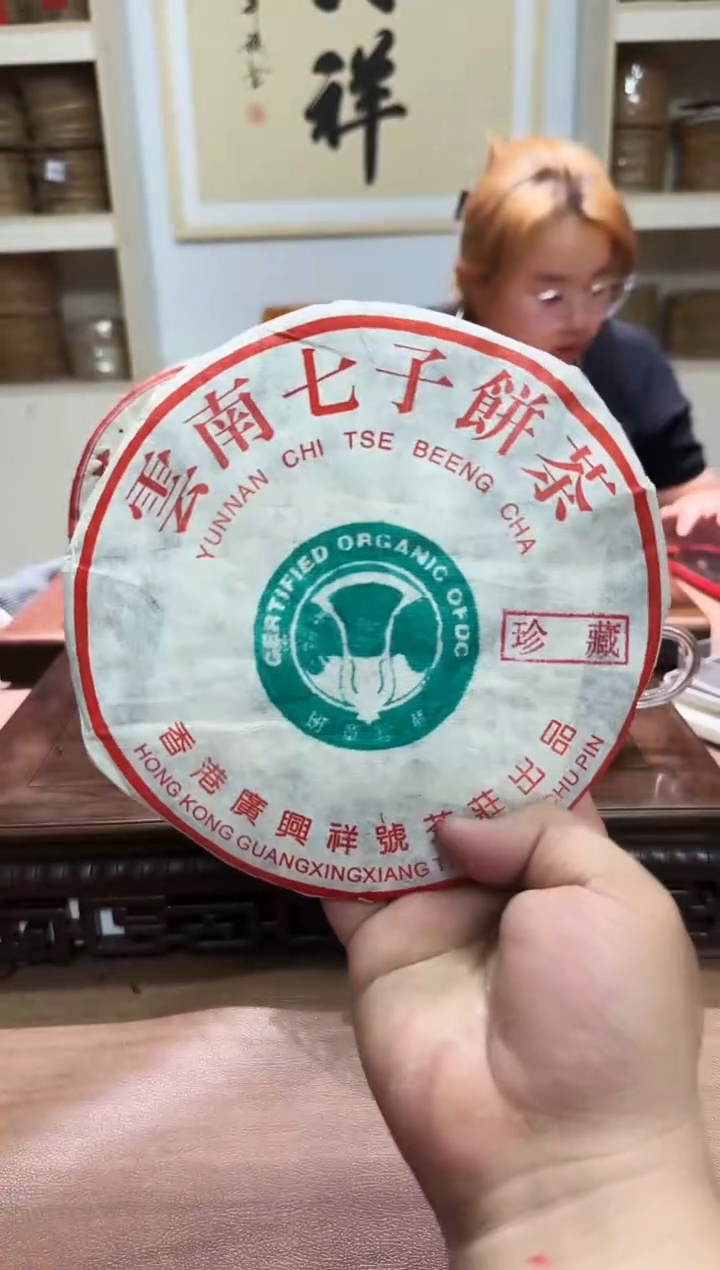 祥
雲南七子餅茶
YUNNAN CHI TSE BEENG CHA
CERTIFIED ORGANIC OFDC
珍藏
香港廣興祥號茶莊出品
HONG KONG GUANGXINGXIANG
CHU PIN